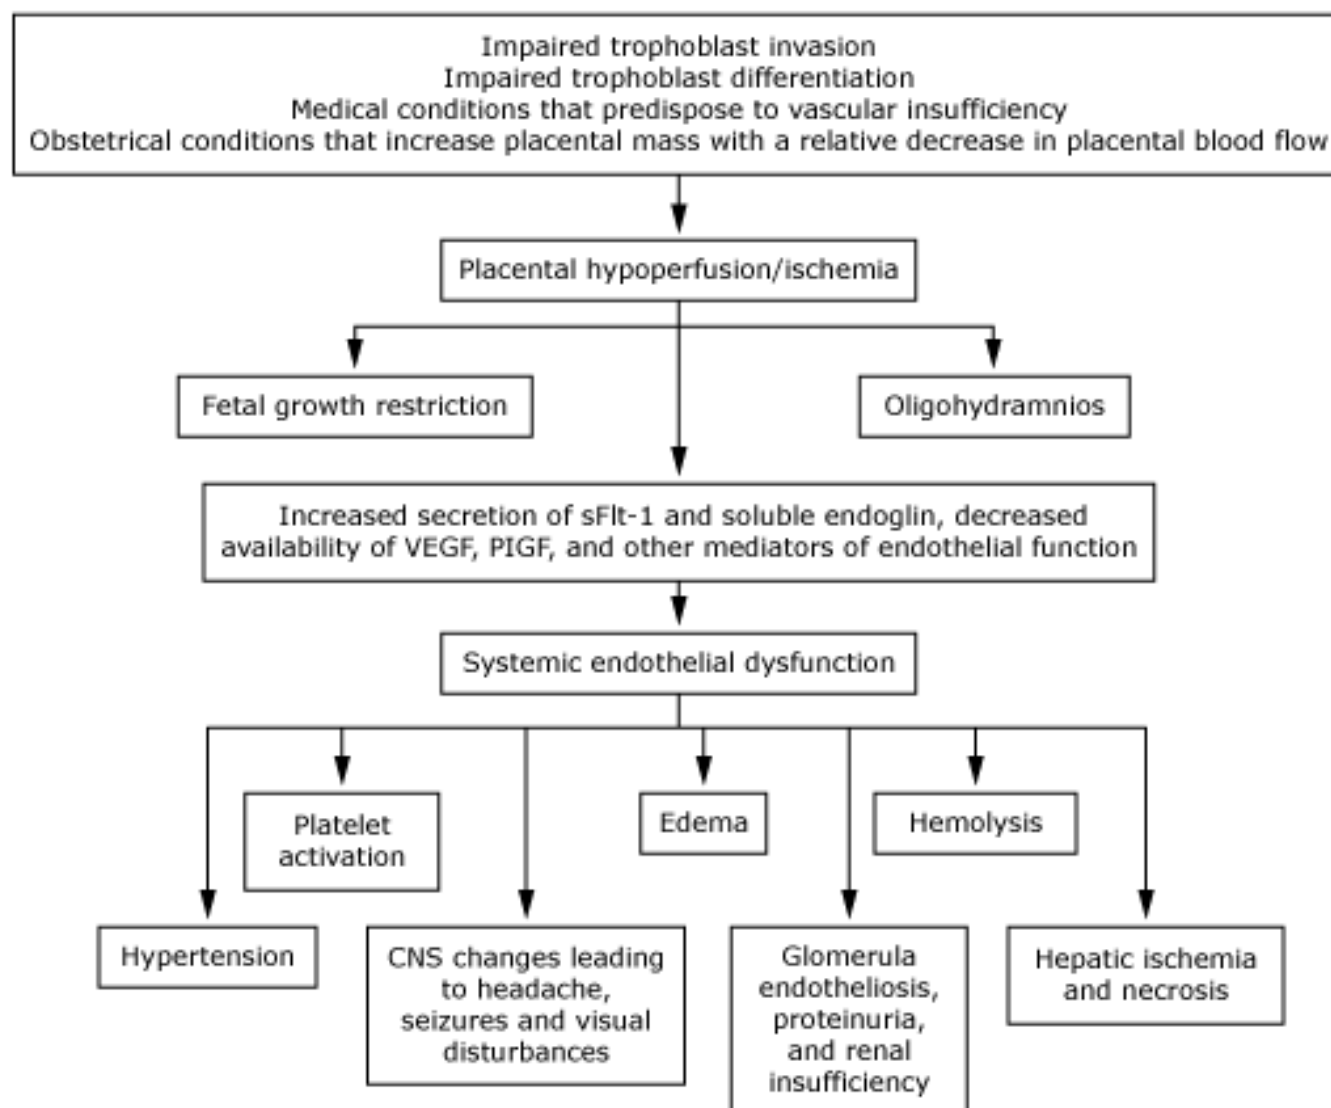 Impaired trophoblast invasion
Impaired trophoblast differentiation
Medical conditions that predispose to vascular insufficiency
Obstetrical conditions that increase placental mass with a relative decrease in placental blood flow
Placental hypoperfusion/ischemia
Fetal growth restriction
Oligohydramnios
Increased secretion of sFlt-1 and soluble endoglin, decreased
availability of VEGF, PIGF, and other mediators of endothelial function
Systemic endothelial dysfunction
Platelet
activation
Edema
Hemolysis
Hypertension
CNS changes leading
to headache,
seizures and visual
disturbances
Glomerula
endotheliosis,
proteinuria,
and renal
insufficiency
Hepatic ischemia
and necrosis